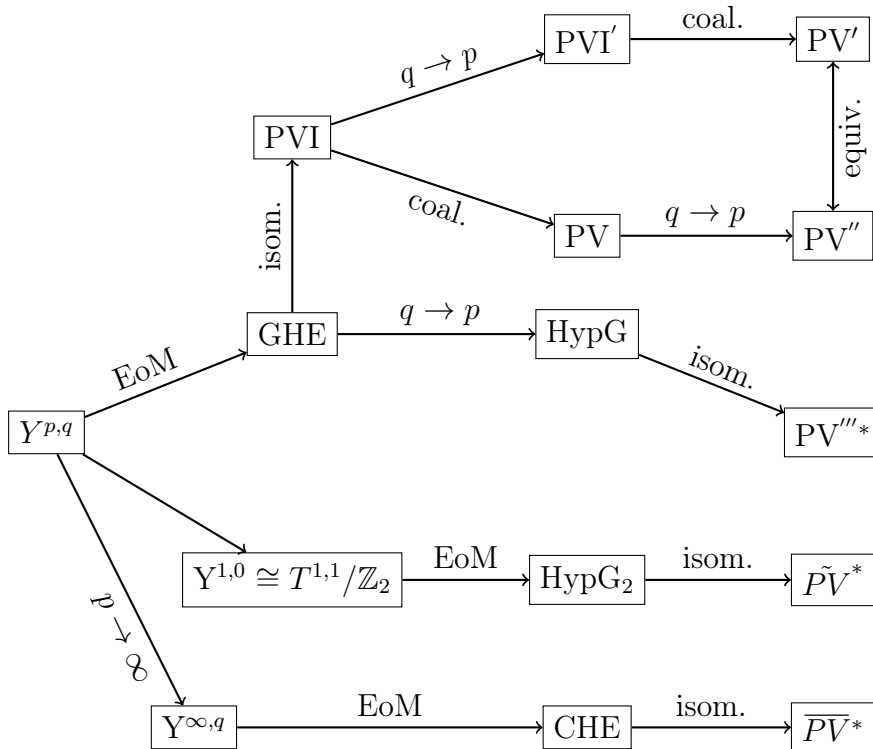 PVI′ coal. PV′
q → p
PVI
equiv.
coal.
isom.
PV q → p PV″
GHE q → p HypG
EoM
isom.
Y^{p,q}
PV‴*
Y^{1,0} ≅ T^{1,1}/ℤ₂ EoM HypG₂ isom. P̃V*
p → ∞
Y^{∞,q} EoM CHE isom. \overline{PV}*